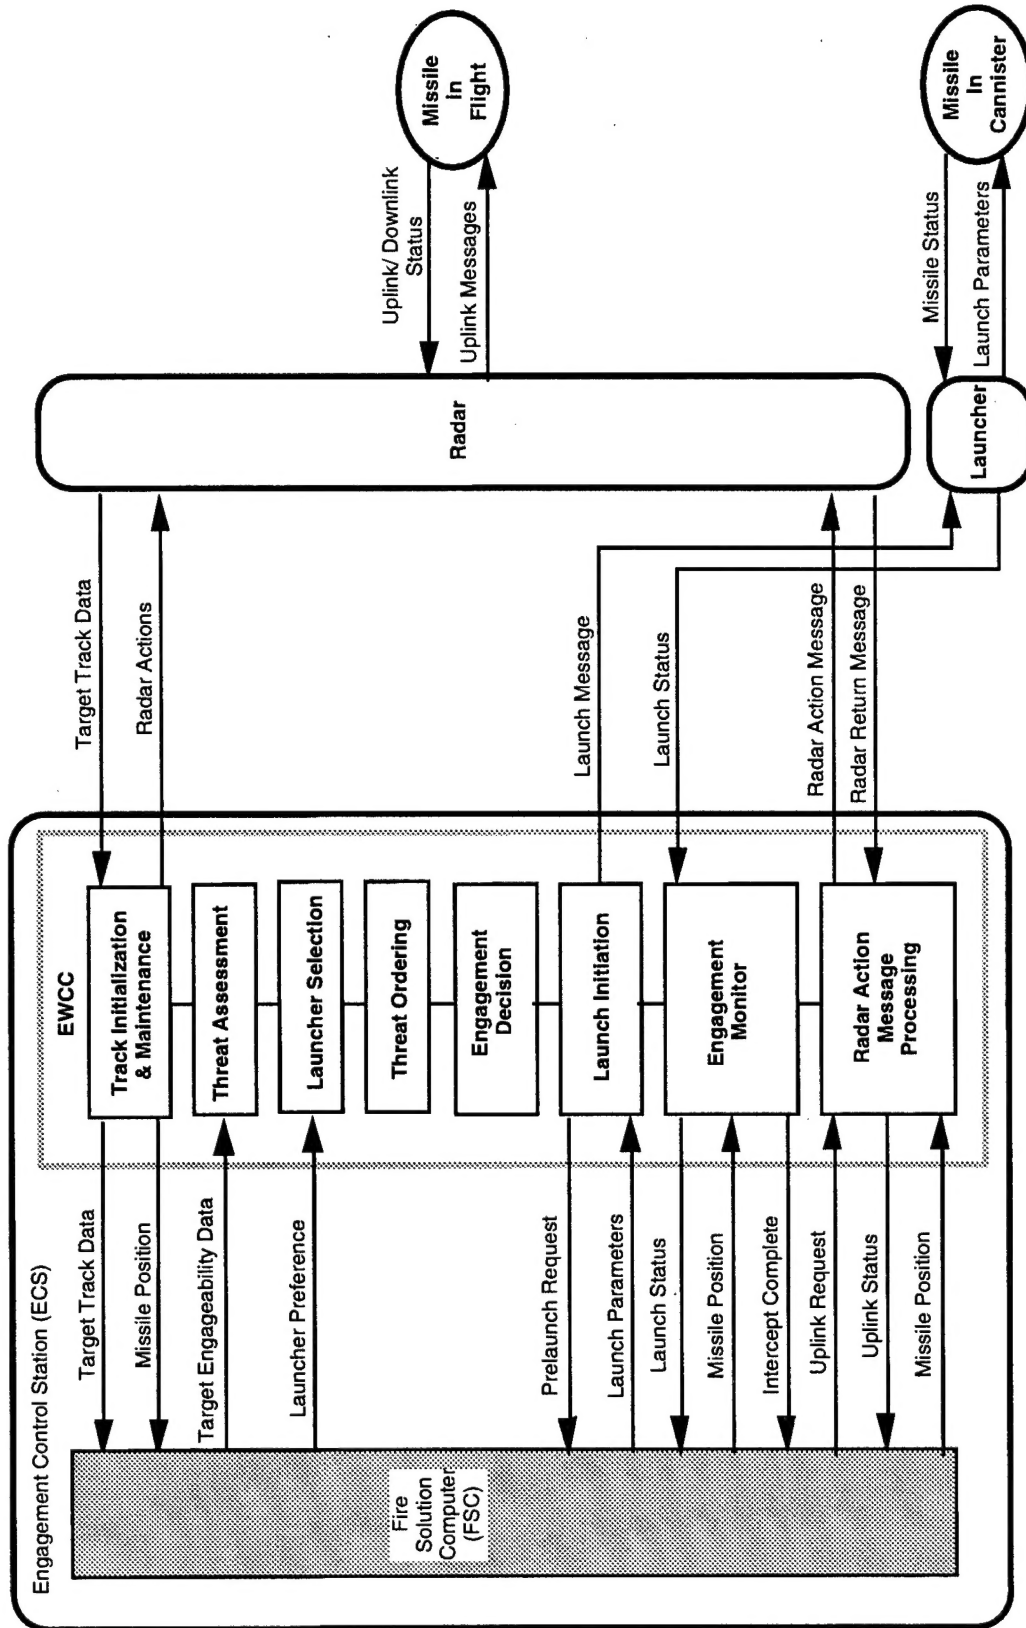 Engagement Control Station (ECS)
Fire
Solution
Computer
(FSC)
Target Track Data
Missile Position
Target Engageability Data
Launcher Preference
Prelaunch Request
Launch Parameters
Launch Status
Missile Position
Intercept Complete
Uplink Request
Uplink Status
Missile Position
EWCC
Track Initialization
& Maintenance
Threat Assessment
Launcher Selection
Threat Ordering
Engagement
Decision
Launch Initiation
Engagement
Monitor
Radar Action
Message
Processing
Target Track Data
Radar Actions
Launch Message
Launch Status
Radar Action Message
Radar Return Message
Radar
Launcher
Uplink/ Downlink
Status
Uplink Messages
Missile Status
Launch Parameters
Missile
in
Flight
Missile
In
Cannister